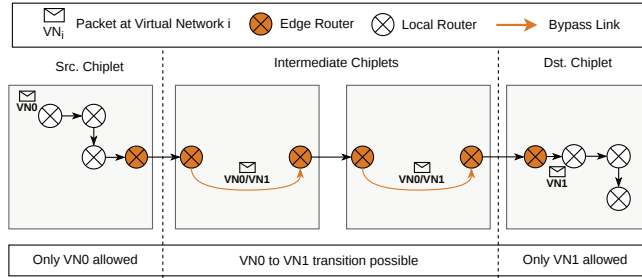 VNi Packet at Virtual Network i Edge Router Local Router Bypass Link
Src. Chiplet Intermediate Chiplets Dst. Chiplet
VN0
VN0/VN1 VN0/VN1 VN1
Only VN0 allowed VN0 to VN1 transition possible Only VN1 allowed